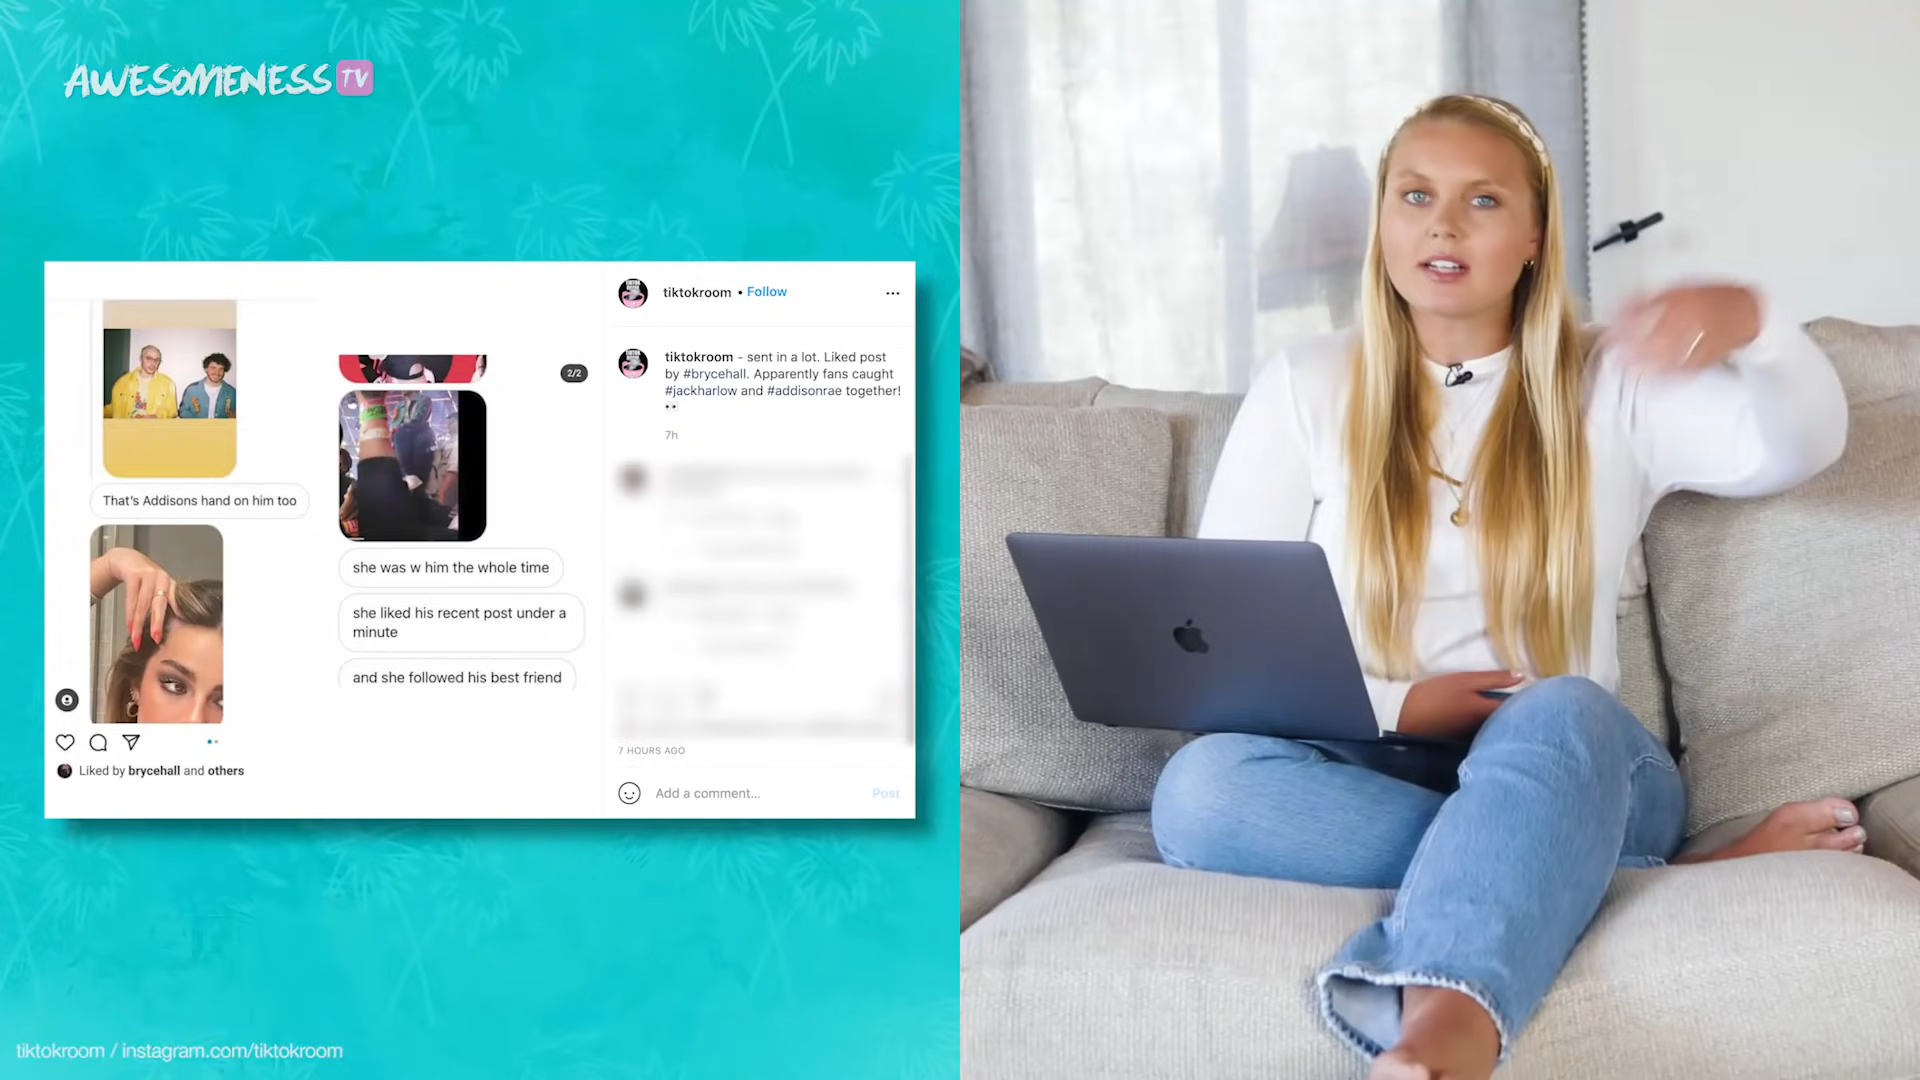 AWESOMENESS TV
That's Addisons hand on him too
Liked by brycehall and others
2/2
she was w him the whole time
she liked his recent post under a
minute
and she followed his best friend
tiktokroom • Follow
tiktokroom - sent in a lot. Liked post
by #brycehall. Apparently fans caught
#jackharlow and #addisonrae together!
7h
7 HOURS AGO
Add a comment... Post
tiktokroom / instagram.com/tiktokroom